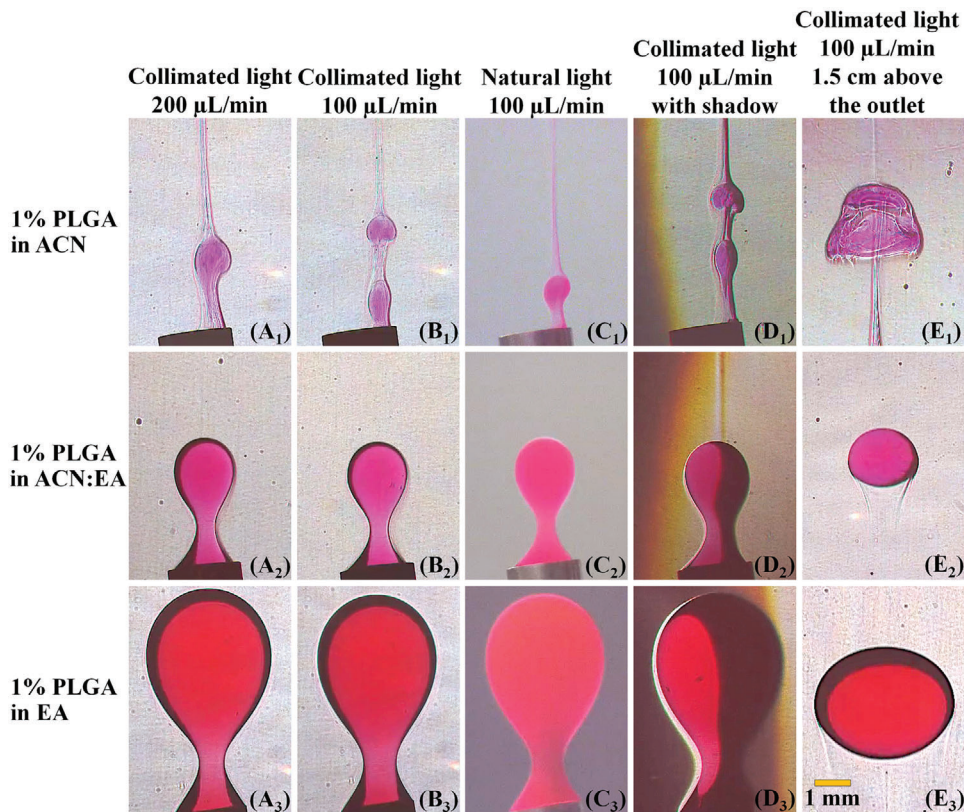 Collimated light
200 µL/min
Collimated light
100 µL/min
Natural light
100 µL/min
Collimated light
100 µL/min
with shadow
Collimated light
100 µL/min
1.5 cm above
the outlet
1% PLGA
in ACN
(A₁)
(B₁)
(C₁)
(D₁)
(E₁)
1% PLGA
in ACN:EA
(A₂)
(B₂)
(C₂)
(D₂)
(E₂)
1% PLGA
in EA
(A₃)
(B₃)
(C₃)
(D₃)
1 mm
(E₃)